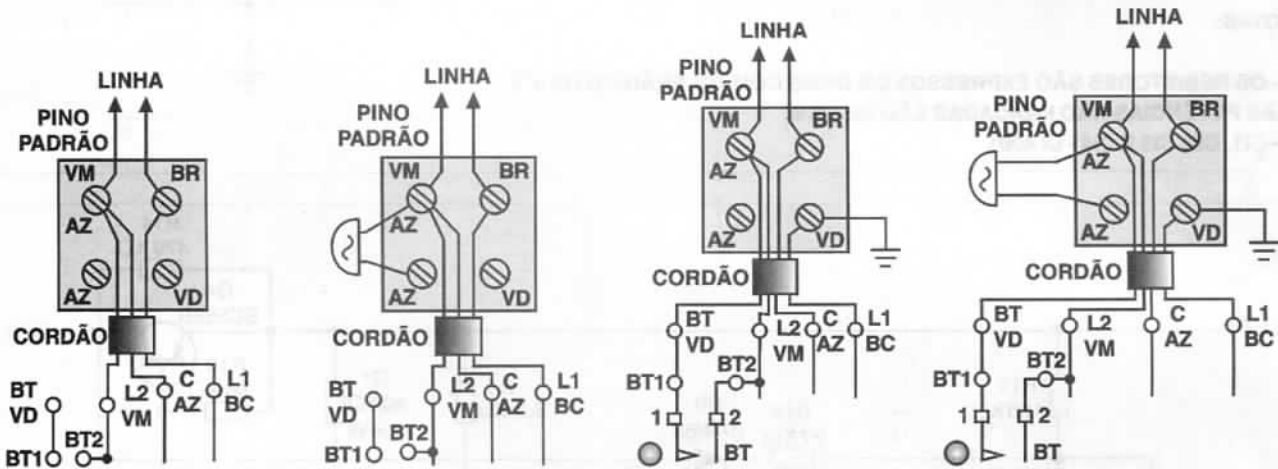 LINHA
PINO
PADRÃO
VM BR
AZ
AZ VD
CORDÃO
BT
VD
L2
VM
C
AZ
L1
BC
BT2
BT1
LINHA
PINO
PADRÃO
VM BR
AZ
AZ VD
CORDÃO
BT
VD
L2
VM
C
AZ
L1
BC
BT2
BT1
LINHA
PINO
PADRÃO
VM BR
AZ
AZ VD
CORDÃO
BT
VD
L2
VM
C
AZ
L1
BC
BT1
BT2
1 2
BT
LINHA
PINO
PADRÃO
VM BR
AZ
AZ VD
CORDÃO
BT
VD
L2
VM
C
AZ
L1
BC
BT1
BT2
1 2
BT